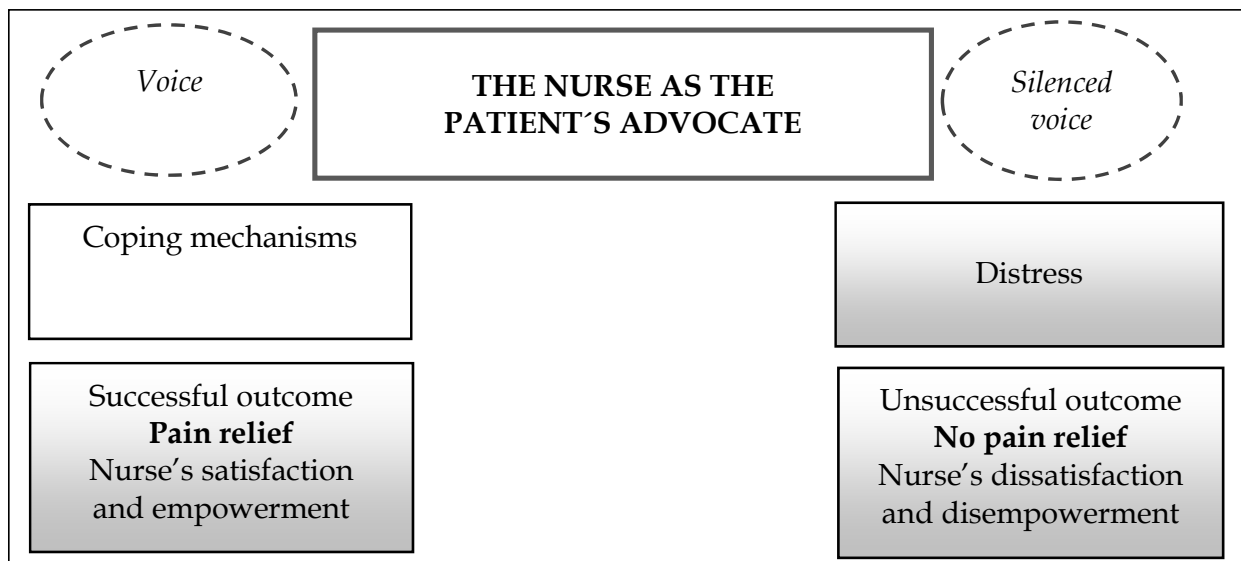 Voice
THE NURSE AS THE
PATIENT´S ADVOCATE
Silenced
voice
Coping mechanisms
Distress
Successful outcome
Pain relief
Nurse’s satisfaction
and empowerment
Unsuccessful outcome
No pain relief
Nurse’s dissatisfaction
and disempowerment